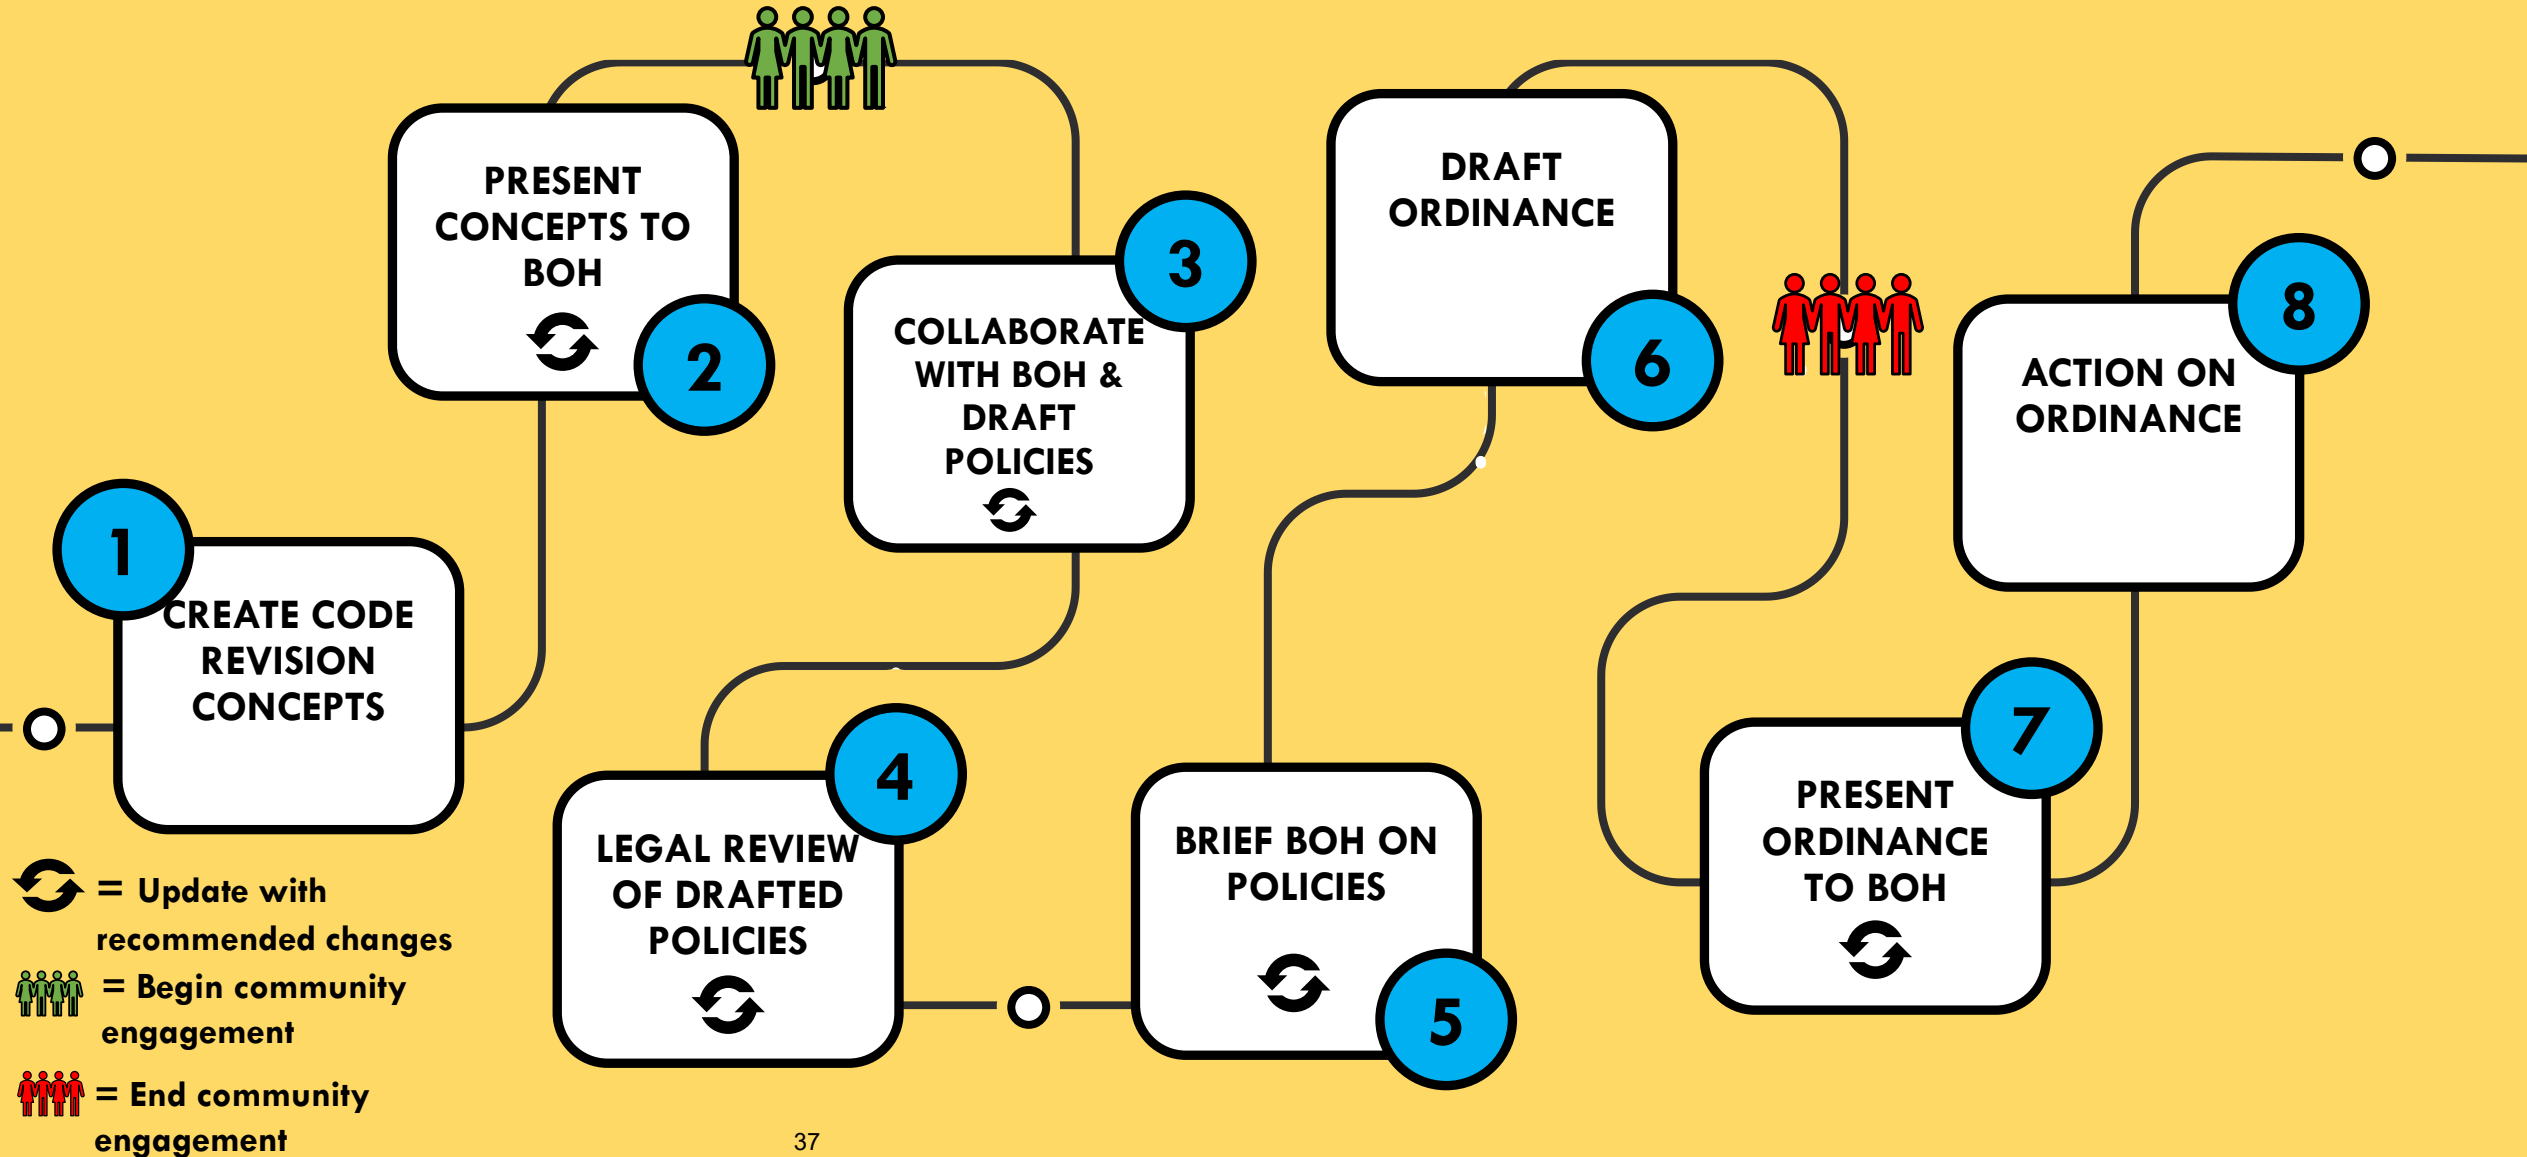 1
CREATE CODE
REVISION
CONCEPTS
PRESENT
CONCEPTS TO
BOH
2
3
COLLABORATE
WITH BOH &
DRAFT
POLICIES
4
LEGAL REVIEW
OF DRAFTED
POLICIES
BRIEF BOH ON
POLICIES
5
DRAFT
ORDINANCE
6
7
PRESENT
ORDINANCE
TO BOH
8
ACTION ON
ORDINANCE
= Update with
recommended changes
= Begin community
engagement
= End community
engagement
37